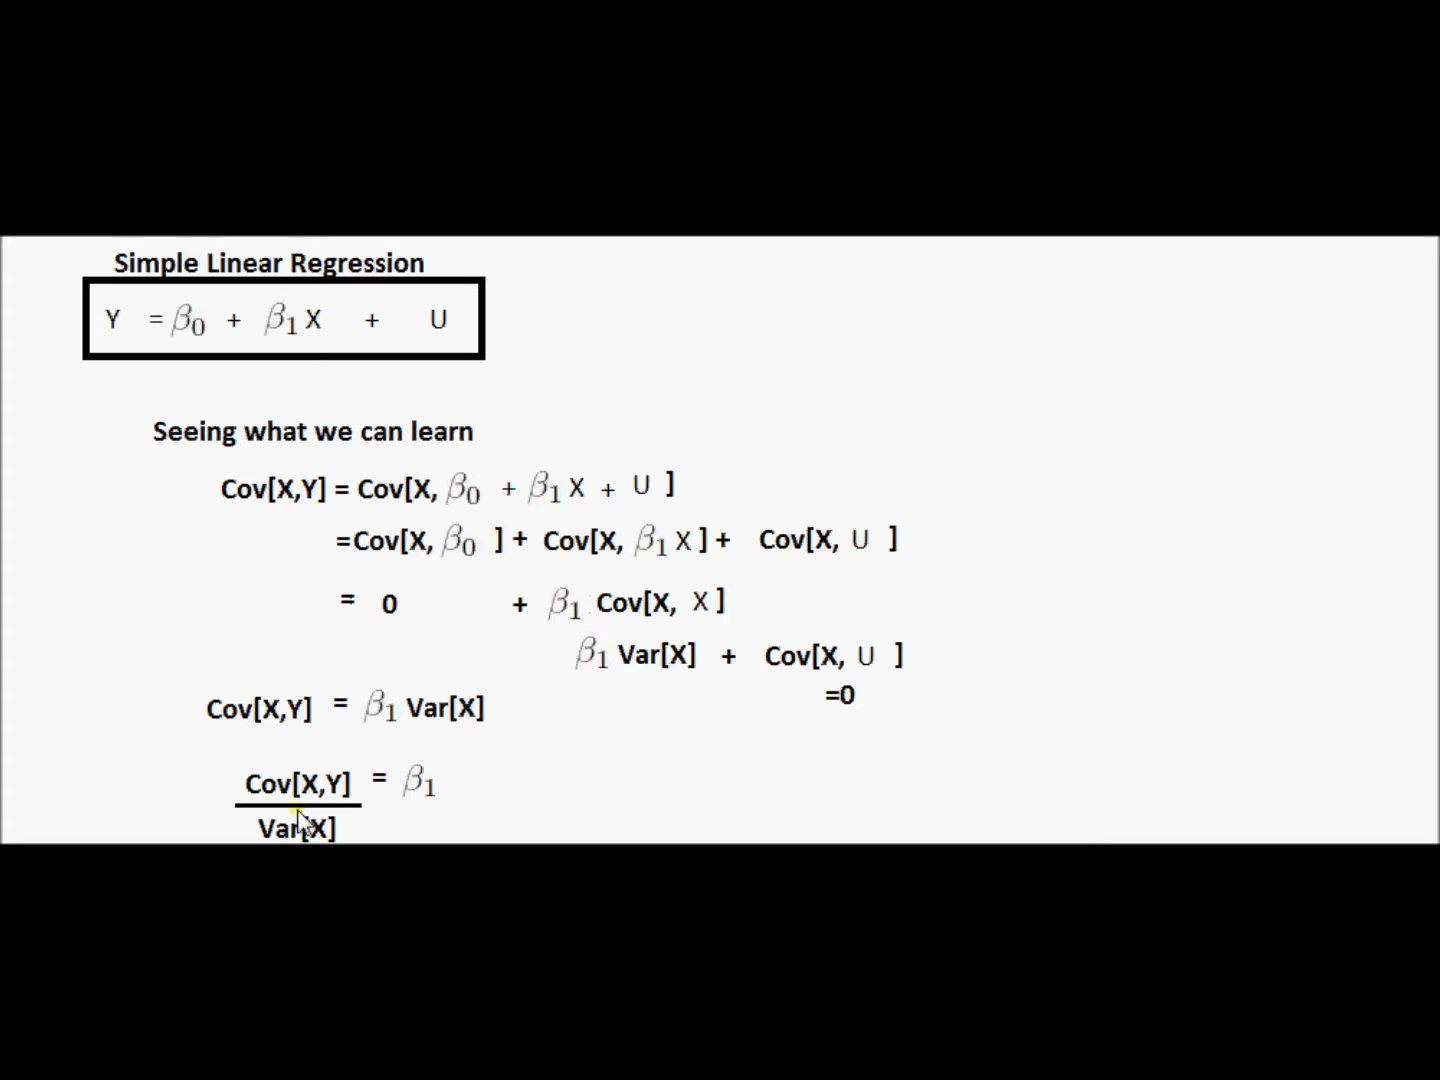 Simple Linear Regression
Y = β0 + β1 X + U
Seeing what we can learn
Cov[X,Y] = Cov[X, β0 + β1 X + U ]
=Cov[X, β0 ] + Cov[X, β1 X ] + Cov[X, U ]
= 0 + β1 Cov[X, X ]
β1 Var[X] + Cov[X, U ]
=0
Cov[X,Y] = β1 Var[X]
Cov[X,Y] = β1
Var[X]